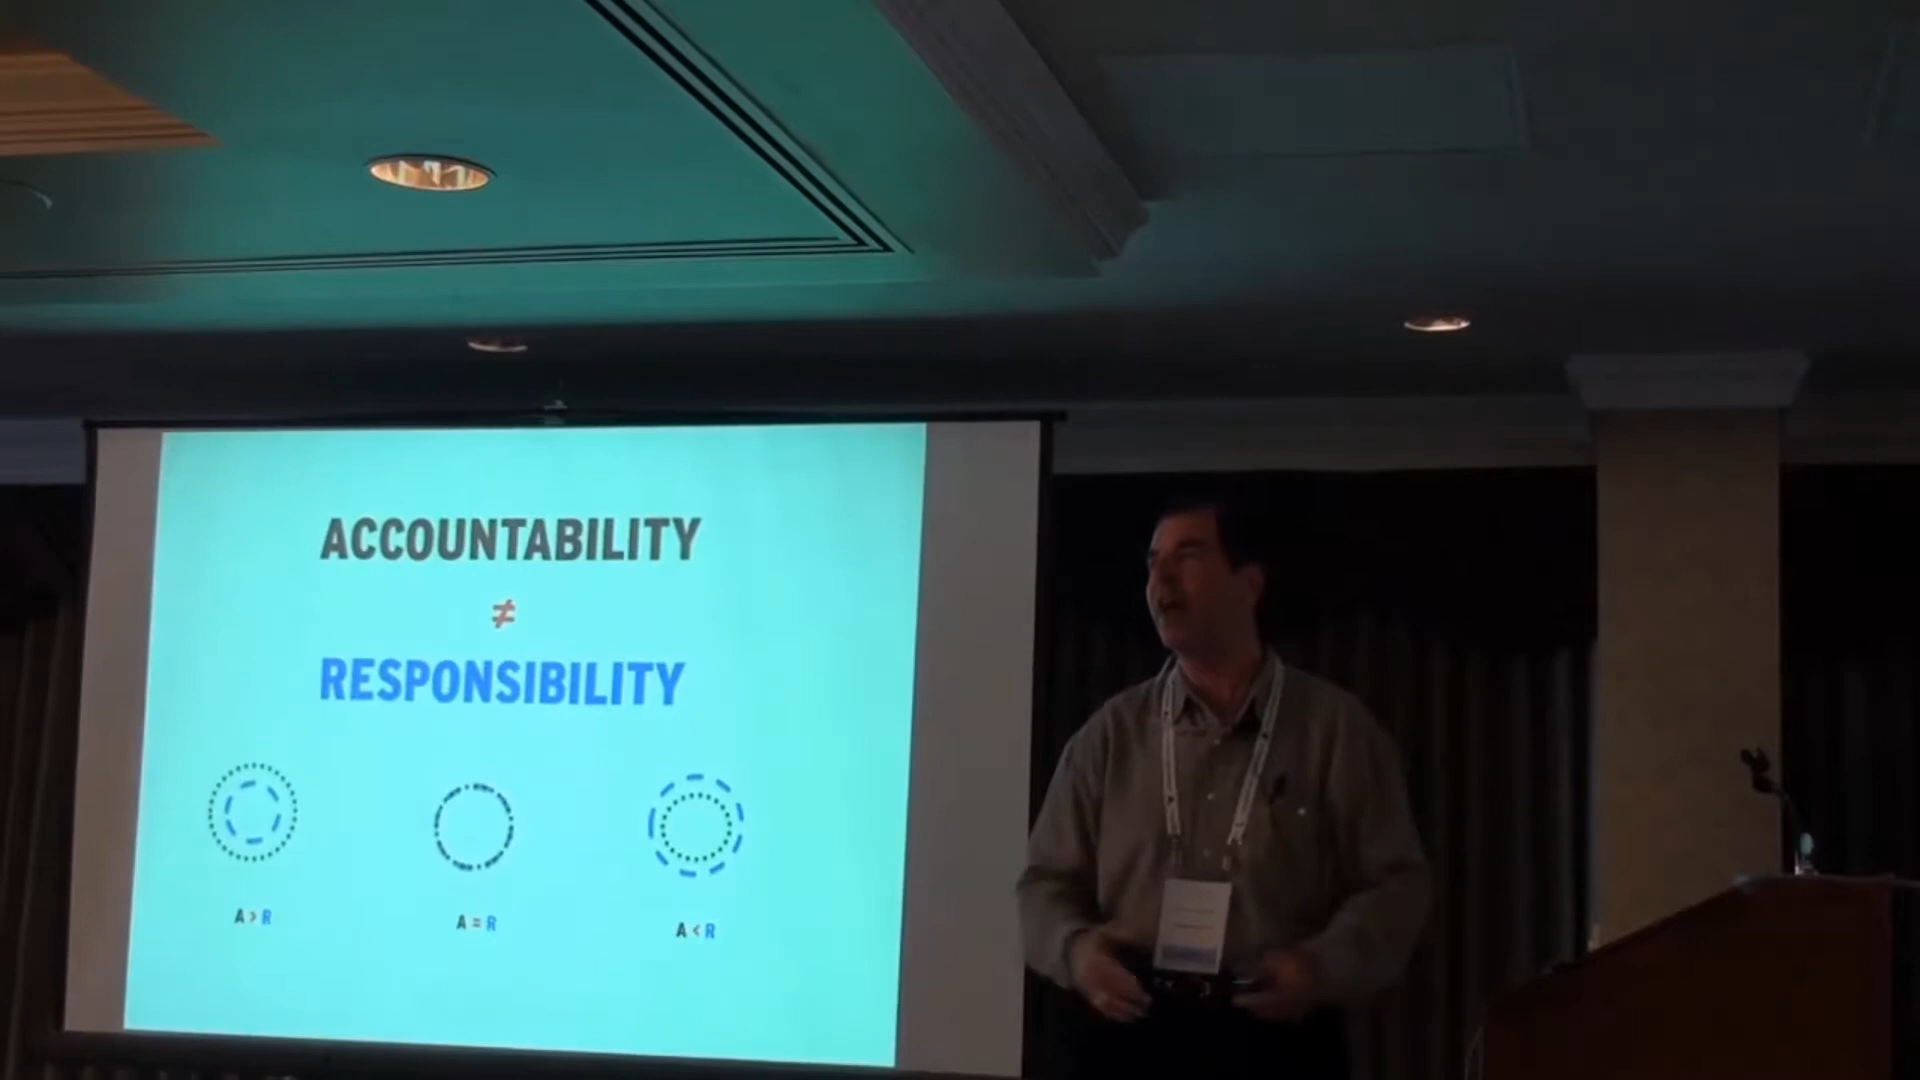 ACCOUNTABILITY
≠
RESPONSIBILITY
A > R
A = R
A < R